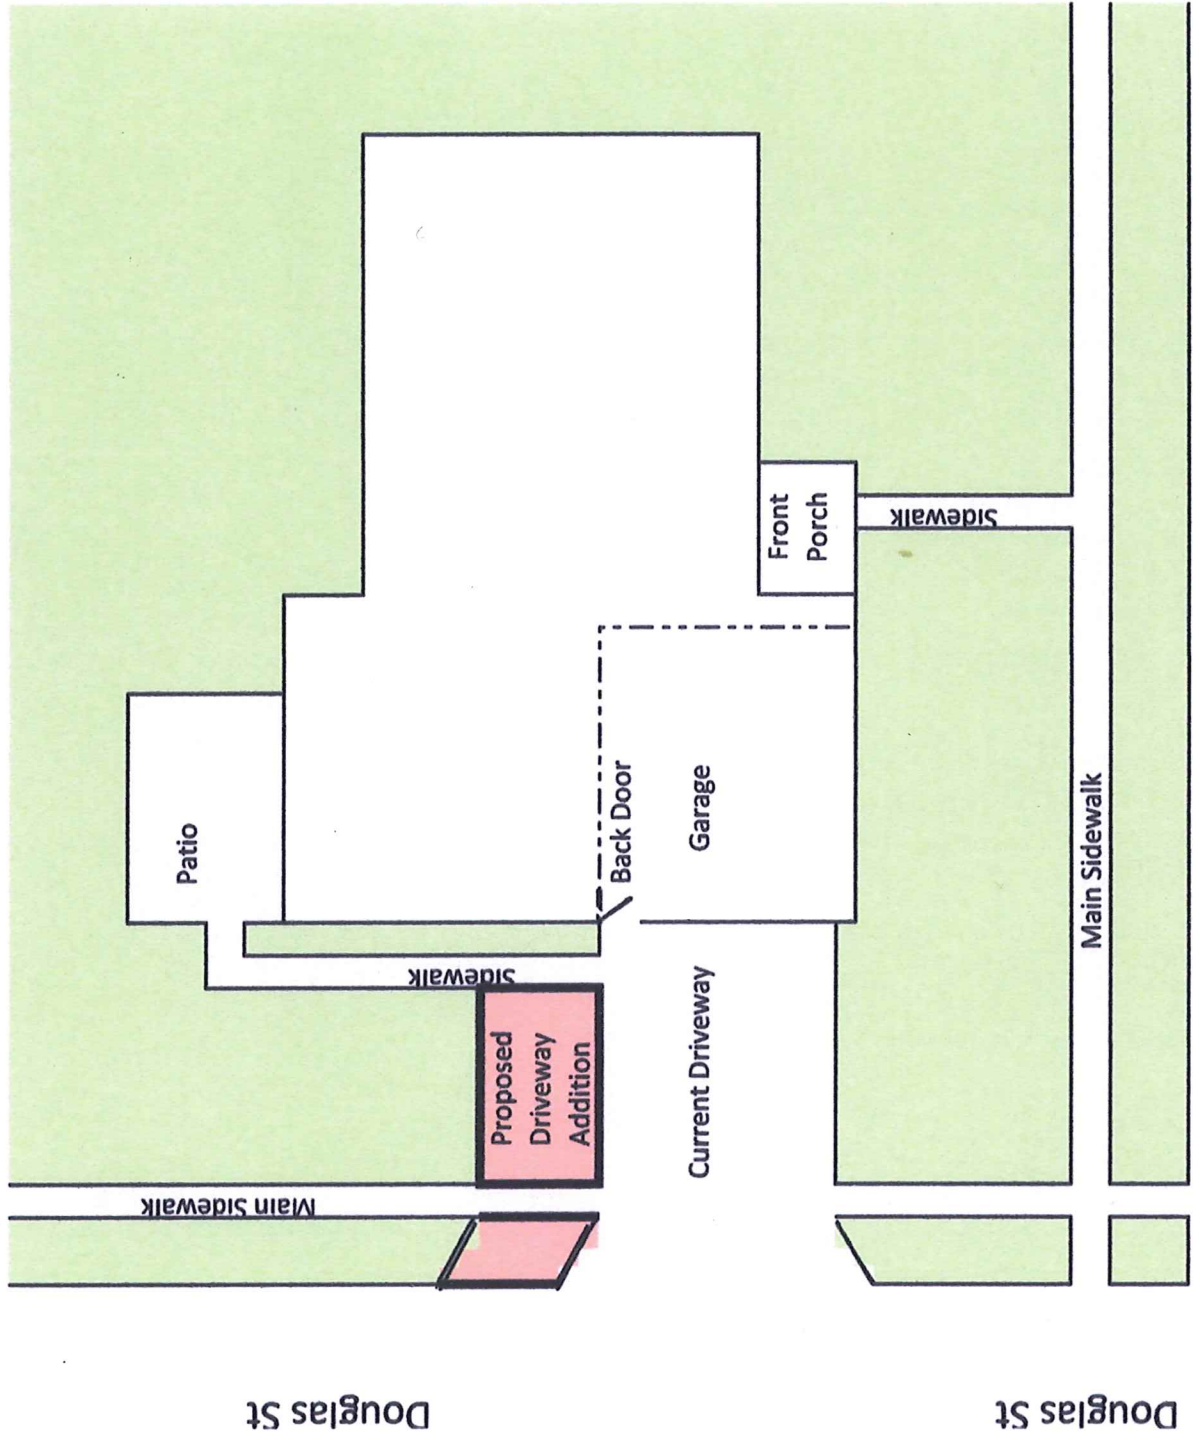 Front
Porch
Sidewalk
Back Door
Patio
Garage
Main Sidewalk
Sidewalk
Proposed
Driveway
Addition
Current Driveway
Main Sidewalk
Douglas St
Douglas St